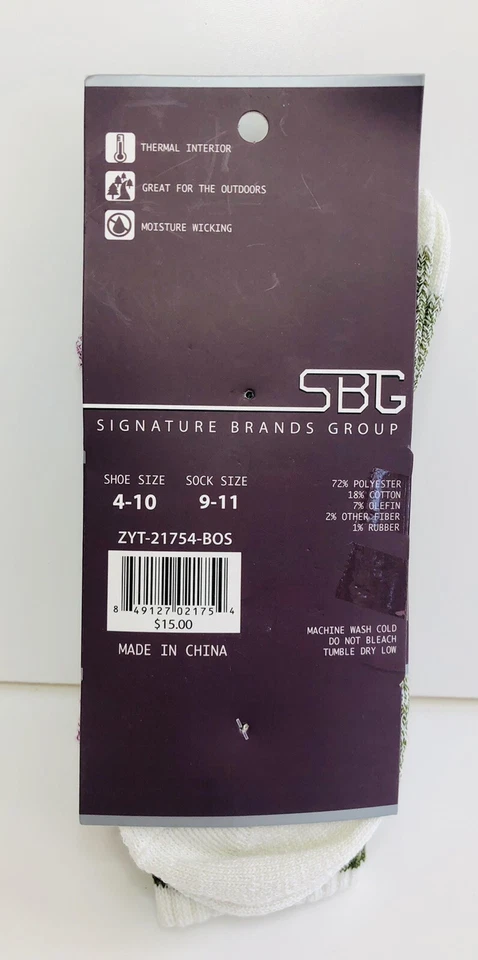 THERMAL INTERIOR
GREAT FOR THE OUTDOORS
MOISTURE WICKING
SBG
SIGNATURE BRANDS GROUP
SHOE SIZE
4-10
SOCK SIZE
9-11
72% POLYESTER
18% COTTON
7% OLEFIN
2% OTHER FIBER
1% RUBBER
ZYT-21754-BOS
8 49127 02175 4
$15.00
MADE IN CHINA
MACHINE WASH COLD
DO NOT BLEACH
TUMBLE DRY LOW